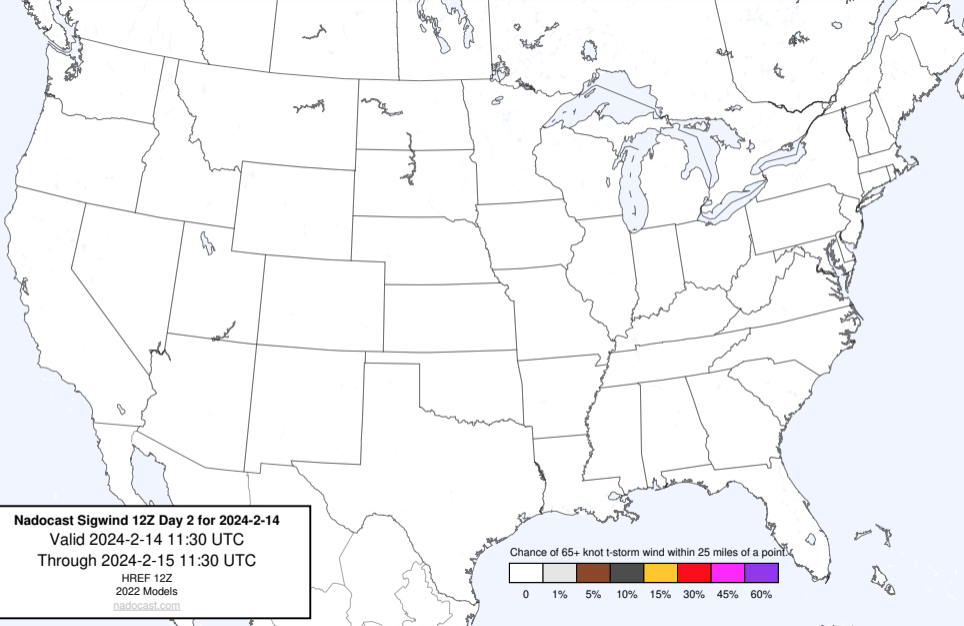 Nadocast Sigwind 12Z Day 2 for 2024-2-14
Valid 2024-2-14 11:30 UTC
Through 2024-2-15 11:30 UTC
HREF 12Z
2022 Models
nadocast.com
Chance of 65+ knot t-storm wind within 25 miles of a point.
0 1% 5% 10% 15% 30% 45% 60%